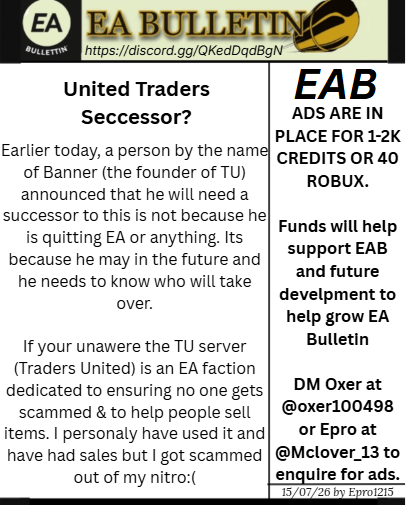 EA
BULLETTIN
EA BULLETIN
https://discord.gg/QKedDqdBgN
United Traders
Seccessor?
Earlier today, a person by the name
of Banner (the founder of TU)
announced that he will need a
successor to this is not because he
is quitting EA or anything. Its
because he may in the future and
he needs to know who will take
over.
If your unawere the TU server
(Traders United) is an EA faction
dedicated to ensuring no one gets
scammed & to help people sell
items. I personaly have used it and
have had sales but I got scammed
out of my nitro:(
EAB
ADS ARE IN
PLACE FOR 1-2K
CREDITS OR 40
ROBUX.
Funds will help
support EAB
and future
develpment to
help grow EA
Bulletin
DM Oxer at
@oxer100498
or Epro at
@Mclover_13 to
enquire for ads.
15/07/26 by Epro1215